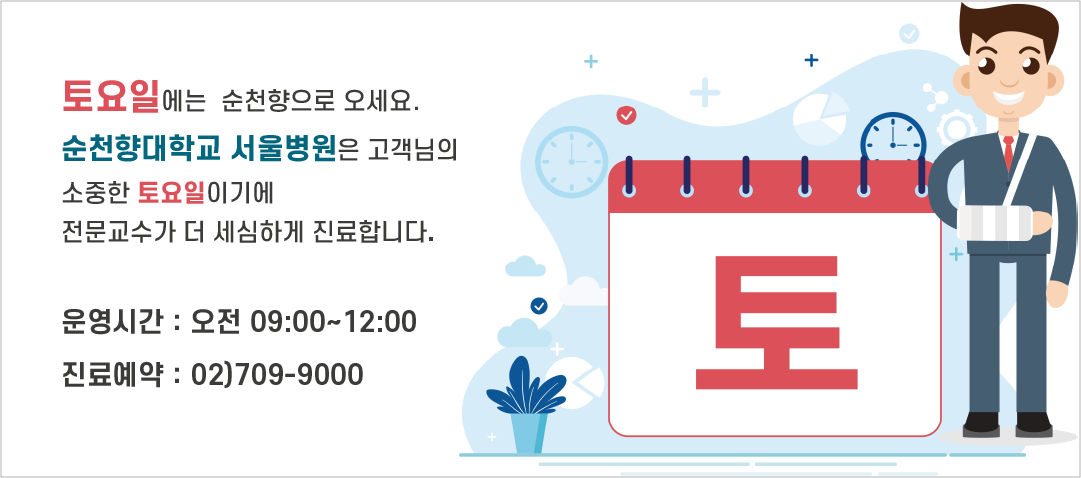 토요일에는 순천향으로 오세요.
순천향대학교 서울병원은 고객님의
소중한 토요일이기에
전문교수가 더 세심하게 진료합니다.
운영시간 : 오전 09:00~12:00
진료예약 : 02)709-9000
토